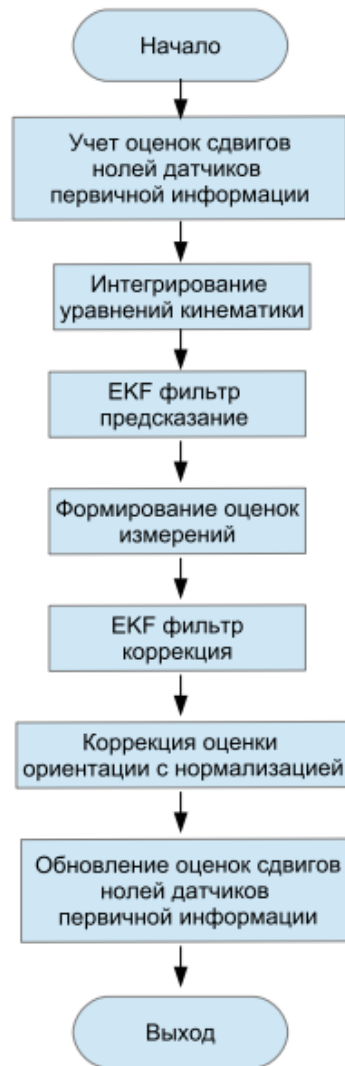 Начало
Учет оценок сдвигов
нолей датчиков
первичной информации
Интегрирование
уравнений кинематики
EKF фильтр
предсказание
Формирование оценок
измерений
EKF фильтр
коррекция
Коррекция оценки
ориентации с нормализацией
Обновление оценок сдвигов
нолей датчиков
первичной информации
Выход